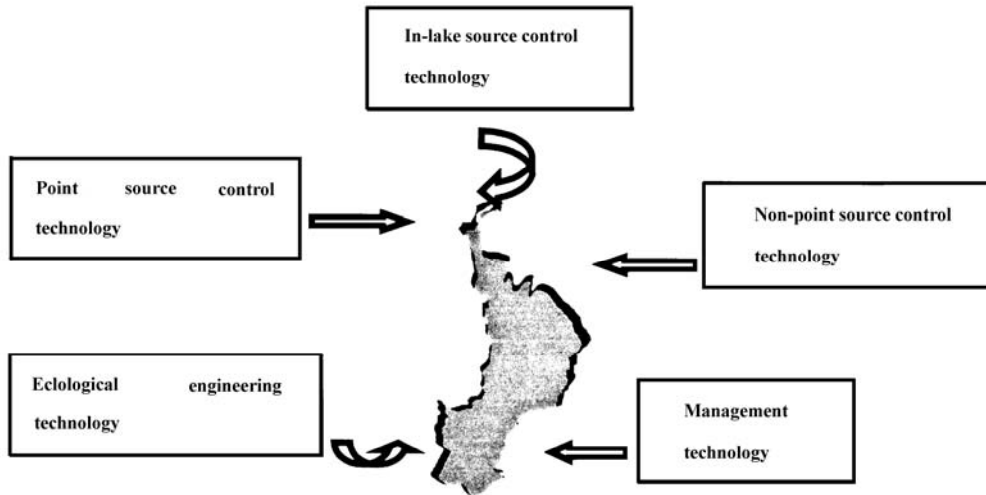 In-lake source control
technology
Point source control
technology
Non-point source control
technology
Eclological engineering
technology
Management
technology